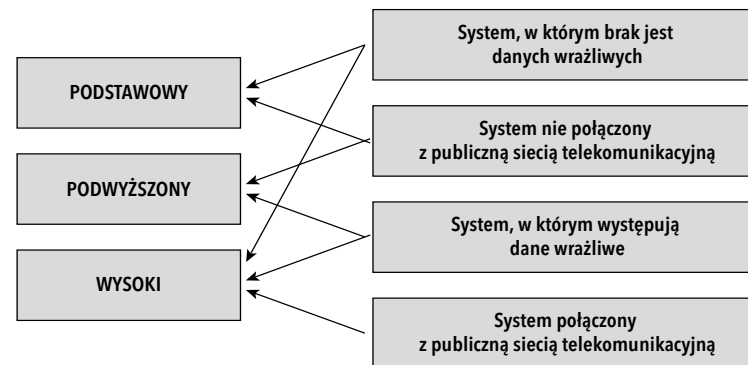 PODSTAWOWY
PODWYŻSZONY
WYSOKI
System, w którym brak jest
danych wrażliwych
System nie połączony
z publiczną siecią telekomunikacyjną
System, w którym występują
dane wrażliwe
System połączony
z publiczną siecią telekomunikacyjną